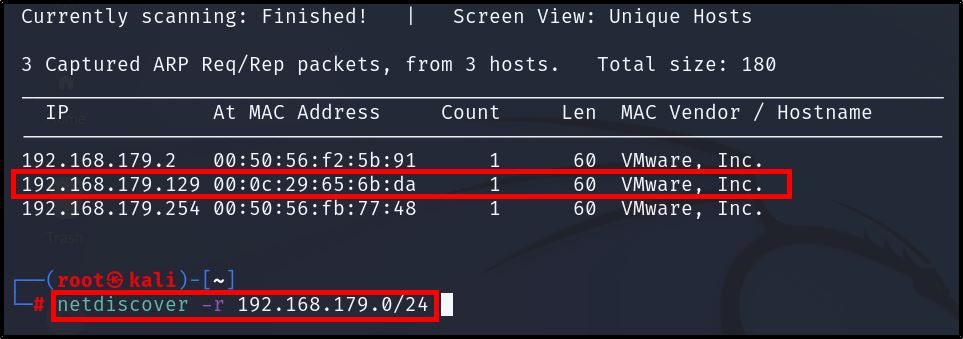 Currently scanning: Finished!   |   Screen View: Unique Hosts
3 Captured ARP Req/Rep packets, from 3 hosts.   Total size: 180
IP            At MAC Address     Count     Len  MAC Vendor / Hostname
192.168.179.2   00:50:56:f2:5b:91      1      60  VMware, Inc.
192.168.179.129 00:0c:29:65:6b:da      1      60  VMware, Inc.
192.168.179.254 00:50:56:fb:77:48      1      60  VMware, Inc.
Trash
┌──(root㉿kali)-[~]
└─# netdiscover -r 192.168.179.0/24